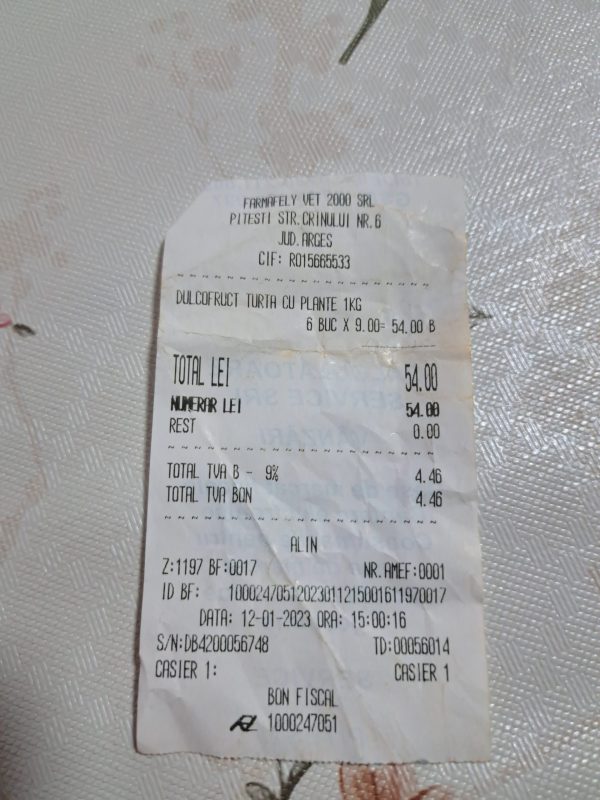 FARMAFELY VET 2000 SRL
PITESTI STR.CRINULUI NR.6
JUD.ARGES
CIF: RO15665533
DULCOFRUCT TURTA CU PLANTE 1KG
6 BUC X 9.00= 54.00 B
TOTAL LEI 54.00
NUMERAR LEI 54.00
REST 0.00
TOTAL TVA B - 9% 4.46
TOTAL TVA BON 4.46
ALIN
Z:1197 BF:0017 NR.AMEF:0001
ID BF: 10002470512023011215001611970017
DATA: 12-01-2023 ORA: 15:00:16
S/N:DB4200056748 TD:00056014
CASIER 1: CASIER 1
BON FISCAL
1000247051